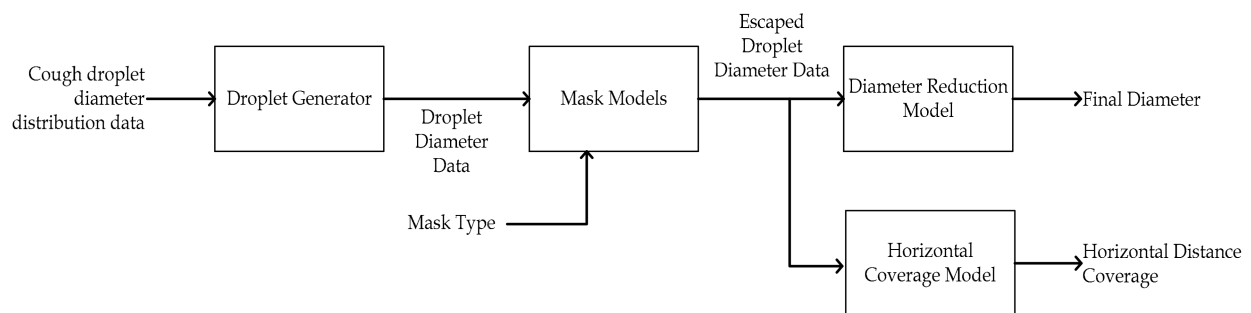 Cough droplet
diameter
distribution data
Droplet Generator
Droplet
Diameter
Data
Mask Type
Mask Models
Escaped
Droplet
Diameter Data
Diameter Reduction
Model
Final Diameter
Horizontal
Coverage Model
Horizontal Distance
Coverage